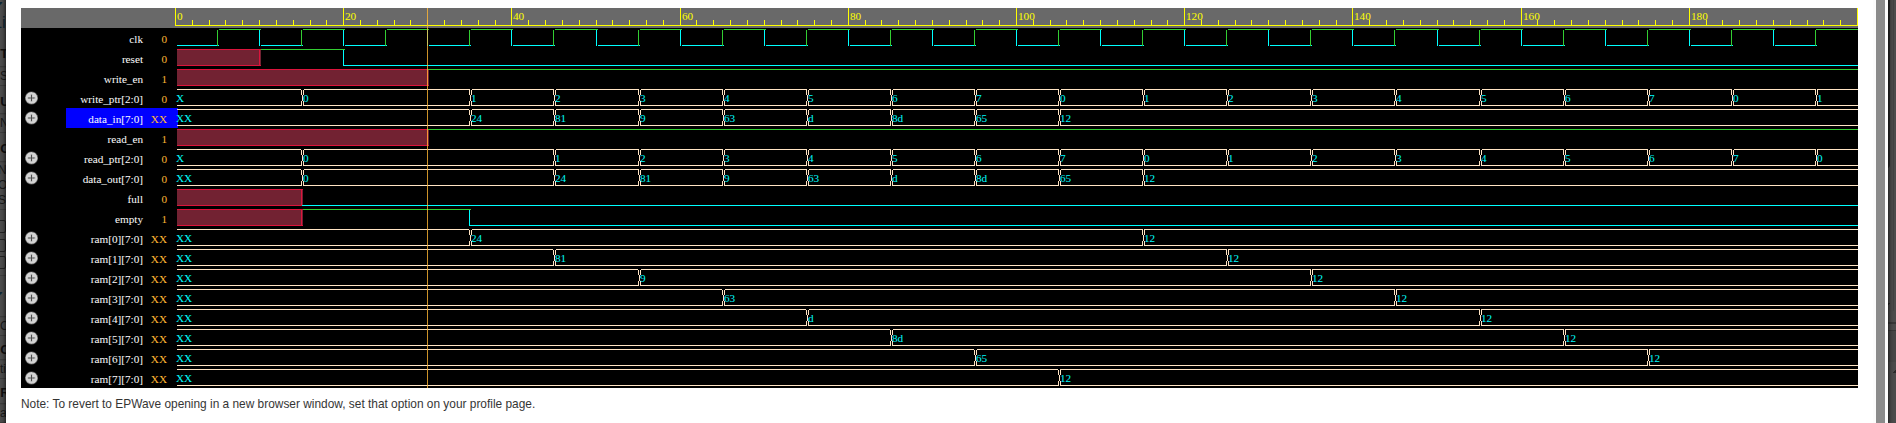 0 20 40 60 80 100 120 140 160 180
clk 0
reset 0
write_en 1
write_ptr[2:0] 0 X 0 1 2 3 4 5 6 7 0 1 2 3 4 5 6 7 0 1
data_in[7:0] XX XX 24 81 9 63 d 8d 65 12
read_en 1
read_ptr[2:0] 0 X 0 1 2 3 4 5 6 7 0 1 2 3 4 5 6 7 0
data_out[7:0] 0 XX 0 24 81 9 63 d 8d 65 12
full 0
empty 1
ram[0][7:0] XX XX 24 12
ram[1][7:0] XX XX 81 12
ram[2][7:0] XX XX 9 12
ram[3][7:0] XX XX 63 12
ram[4][7:0] XX XX d 12
ram[5][7:0] XX XX 8d 12
ram[6][7:0] XX XX 65 12
ram[7][7:0] XX XX 12
Note: To revert to EPWave opening in a new browser window, set that option on your profile page.